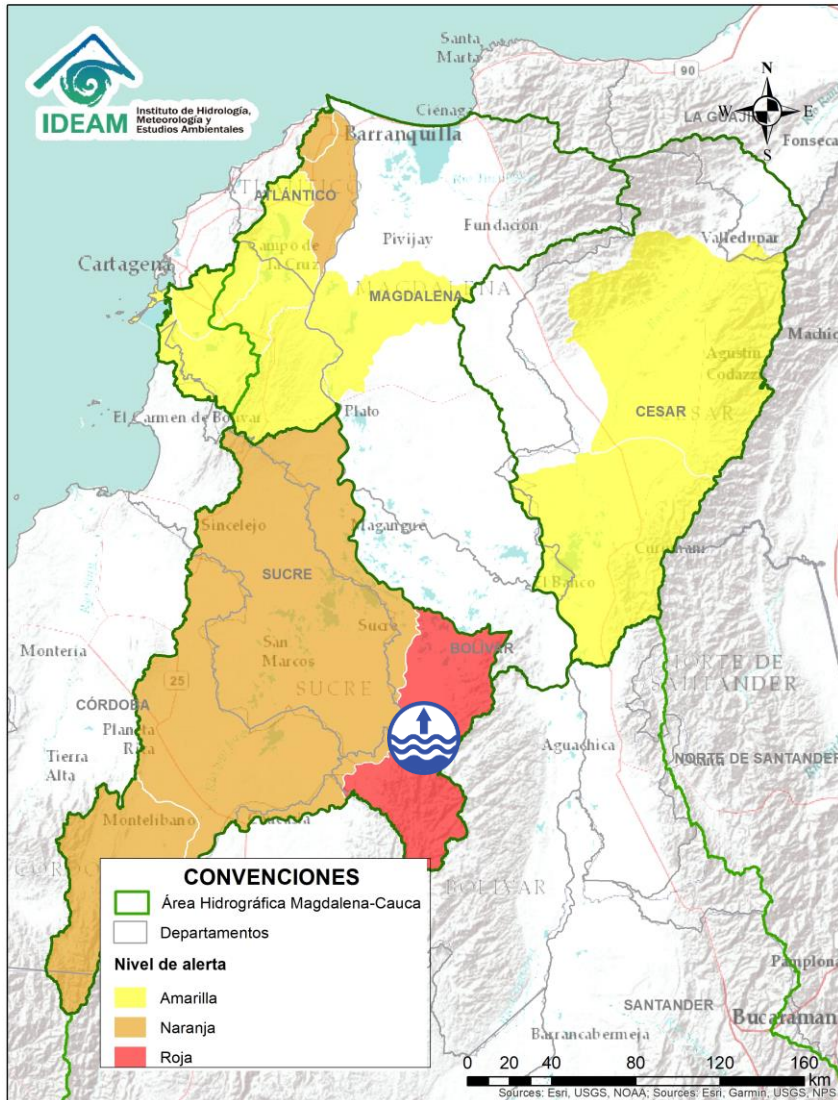 Santa
Marta
IDEAM
Instituto de Hidrología,
Meteorología y
Estudios Ambientales
90
N
W
E
S
Ciénaga
LA GUAJIRA
Barranquilla
Fonseca
ATLÁNTICO
Fundación
Pivijay
Valledupar
Campo de
la Cruz
Cartagena
MAGDALENA
MAGDALENA
Agustín
Codazzi
CESAR
El Carmen de Bolívar
Plato
Sincelejo
Magangue
SUCRE
Curumaní
El Banco
Sucre
BOLÍVAR
Montería
San
Marcos
NORTE DE
SANTANDER
25
SUCRE
CÓRDOBA
Planeta
Rica
Aguachica
Tierra
Alta
NORTE DE SANTANDER
Montelíbano
BOLÍVAR
CONVENCIONES
Área Hidrográfica Magdalena-Cauca
Departamentos
Nivel de alerta
Amarilla
Naranja
Roja
Pamplona
SANTANDER
Bucaraman
Barrancabermeja
0 20 40 80 120 160
km
Sources: Esri, USGS, NOAA; Sources: Esri, Garmin, USGS, NPS